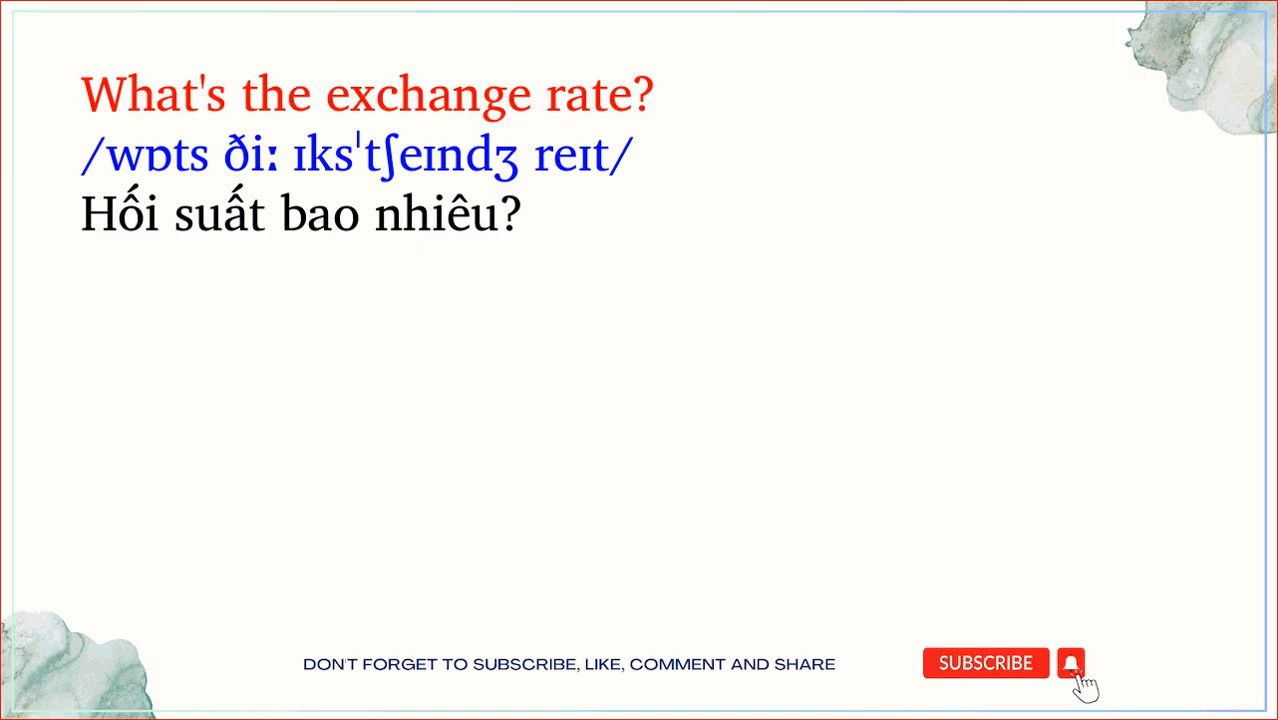 What's the exchange rate?
/wɒts ðiː ɪksˈtʃeɪndʒ reɪt/
Hối suất bao nhiêu?
DON'T FORGET TO SUBSCRIBE, LIKE, COMMENT AND SHARE
SUBSCRIBE